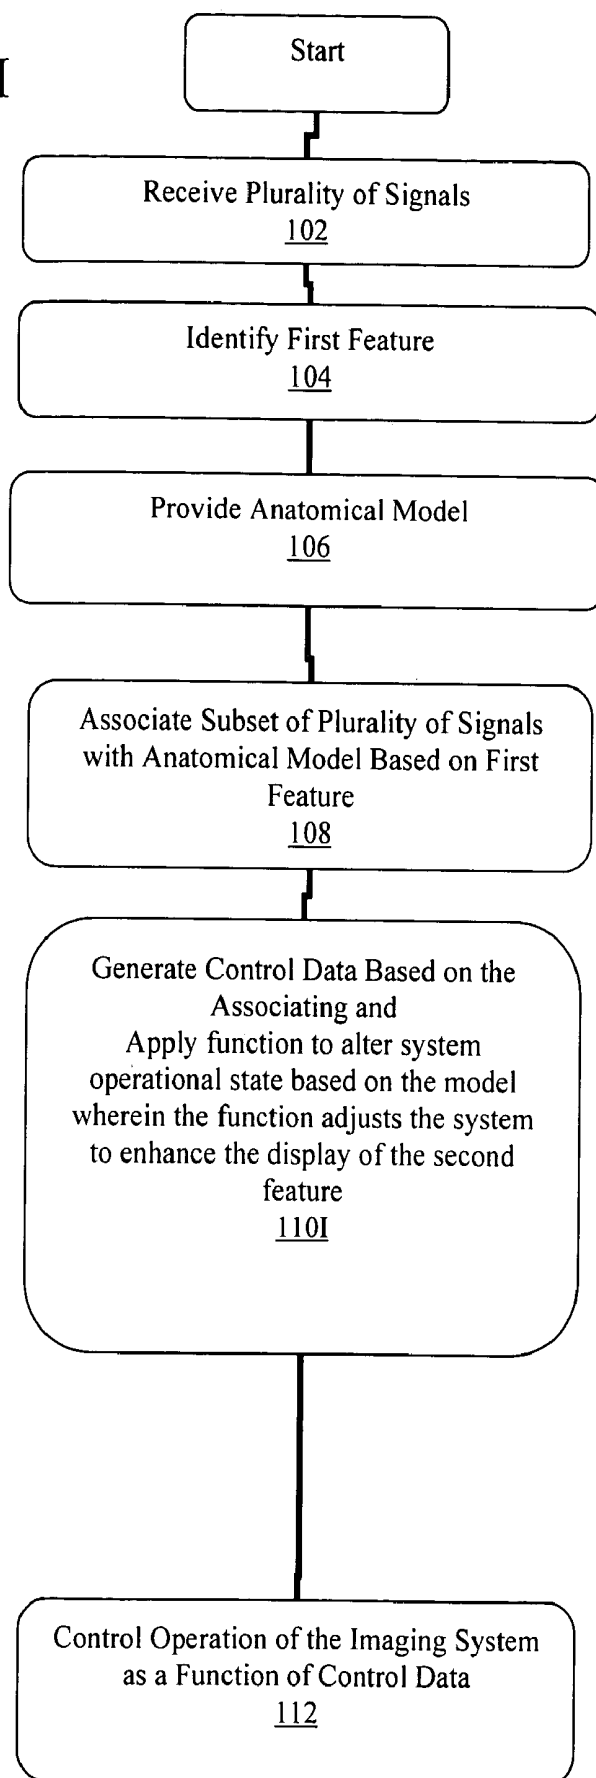 I
Start
Receive Plurality of Signals
102
Identify First Feature
104
Provide Anatomical Model
106
Associate Subset of Plurality of Signals
with Anatomical Model Based on First
Feature
108
Generate Control Data Based on the
Associating and
Apply function to alter system
operational state based on the model
wherein the function adjusts the system
to enhance the display of the second
feature
110I
Control Operation of the Imaging System
as a Function of Control Data
112